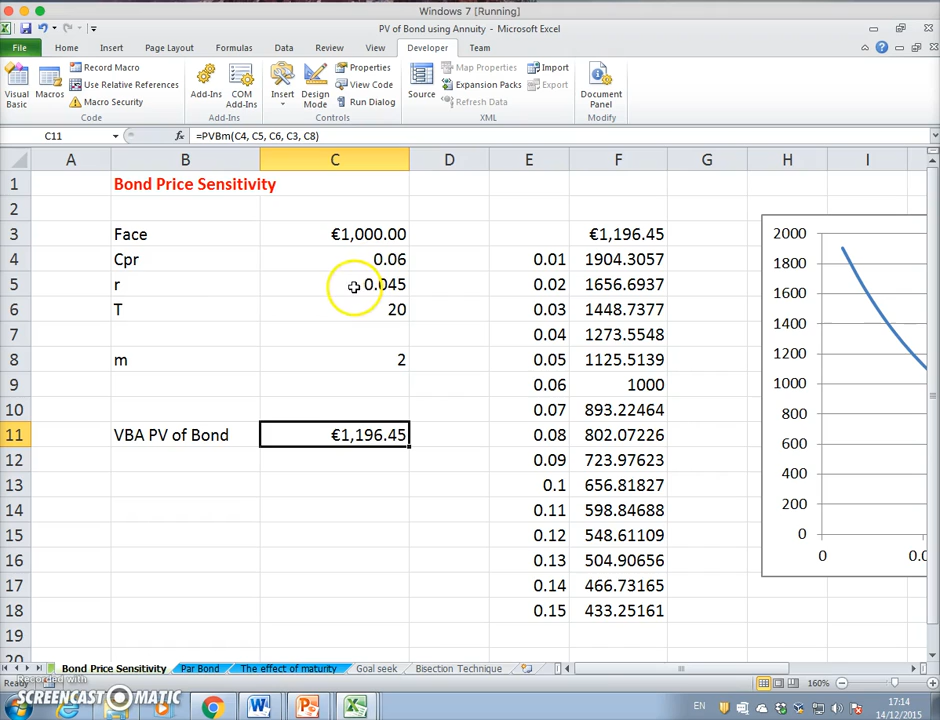 Windows 7 [Running]
PV of Bond using Annuity - Microsoft Excel
File Home Insert Page Layout Formulas Data Review View Developer Team
Visual Basic Macros Record Macro Use Relative References Macro Security Code
Add-Ins COM Add-Ins Add-Ins
Insert Design Mode Properties View Code Run Dialog Controls
Source Map Properties Expansion Packs Refresh Data Import Export XML
Document Panel Modify
C11 fx =PVBm(C4, C5, C6, C3, C8)
A B C D E F G H I
1 Bond Price Sensitivity
2
3 Face €1,000.00 €1,196.45
4 Cpr 0.06 0.01 1904.3057
5 r 0.045 0.02 1656.6937
6 T 20 0.03 1448.7377
7 0.04 1273.5548
8 m 2 0.05 1125.5139
9 0.06 1000
10 0.07 893.22464
11 VBA PV of Bond €1,196.45 0.08 802.07226
12 0.09 723.97623
13 0.1 656.81827
14 0.11 598.84688
15 0.12 548.61109
16 0.13 504.90656
17 0.14 466.73165
18 0.15 433.25161
19
20
2000
1800
1600
1400
1200
1000
800
600
400
200
0
0 0.0
Bond Price Sensitivity Par Bond The effect of maturity Goal seek Bisection Technique
Ready 160%
Recorded with
SCREENCAST MATIC
EN 17:14
14/12/2015